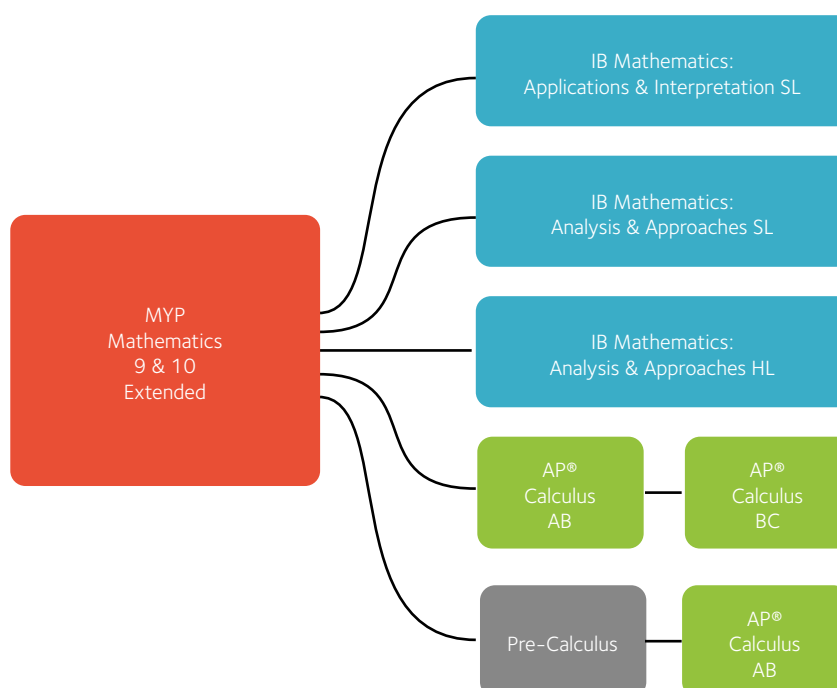 IB Mathematics:
Applications & Interpretation SL
IB Mathematics:
Analysis & Approaches SL
MYP
Mathematics
9 & 10
Extended
IB Mathematics:
Analysis & Approaches HL
AP®
Calculus
AB
AP®
Calculus
BC
Pre-Calculus
AP®
Calculus
AB